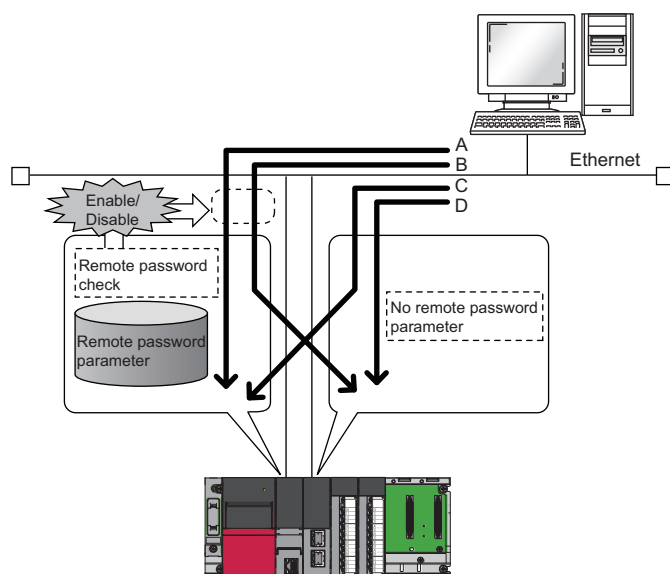 A
B
Ethernet
C
D
Enable/
Disable
Remote password
check
No remote password
parameter
Remote password
parameter